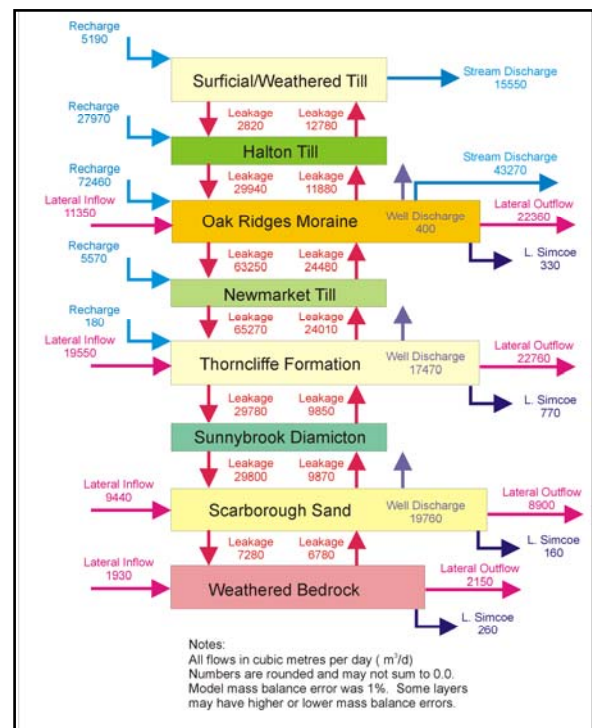 Recharge
5190
Surficial/Weathered Till
Stream Discharge
15550
Recharge
27970
Leakage
2820
Leakage
12780
Halton Till
Recharge
72460
Leakage
29940
Leakage
11880
Stream Discharge
43270
Lateral Inflow
11350
Oak Ridges Moraine
Well Discharge
400
Lateral Outflow
22360
Recharge
5570
Leakage
63250
Leakage
24480
L. Simcoe
330
Newmarket Till
Recharge
180
Leakage
65270
Leakage
24010
Lateral Inflow
19550
Thorncliffe Formation
Well Discharge
17470
Lateral Outflow
22760
Leakage
29780
Leakage
9850
L. Simcoe
770
Sunnybrook Diamicton
Leakage
29800
Leakage
9870
Lateral Inflow
9440
Scarborough Sand
Well Discharge
19760
Lateral Outflow
8900
Leakage
7280
Leakage
6780
L. Simcoe
160
Lateral Inflow
1930
Weathered Bedrock
Lateral Outflow
2150
L. Simcoe
260
Notes:
All flows in cubic metres per day ( m³/d)
Numbers are rounded and may not sum to 0.0.
Model mass balance error was 1%. Some layers
may have higher or lower mass balance errors.